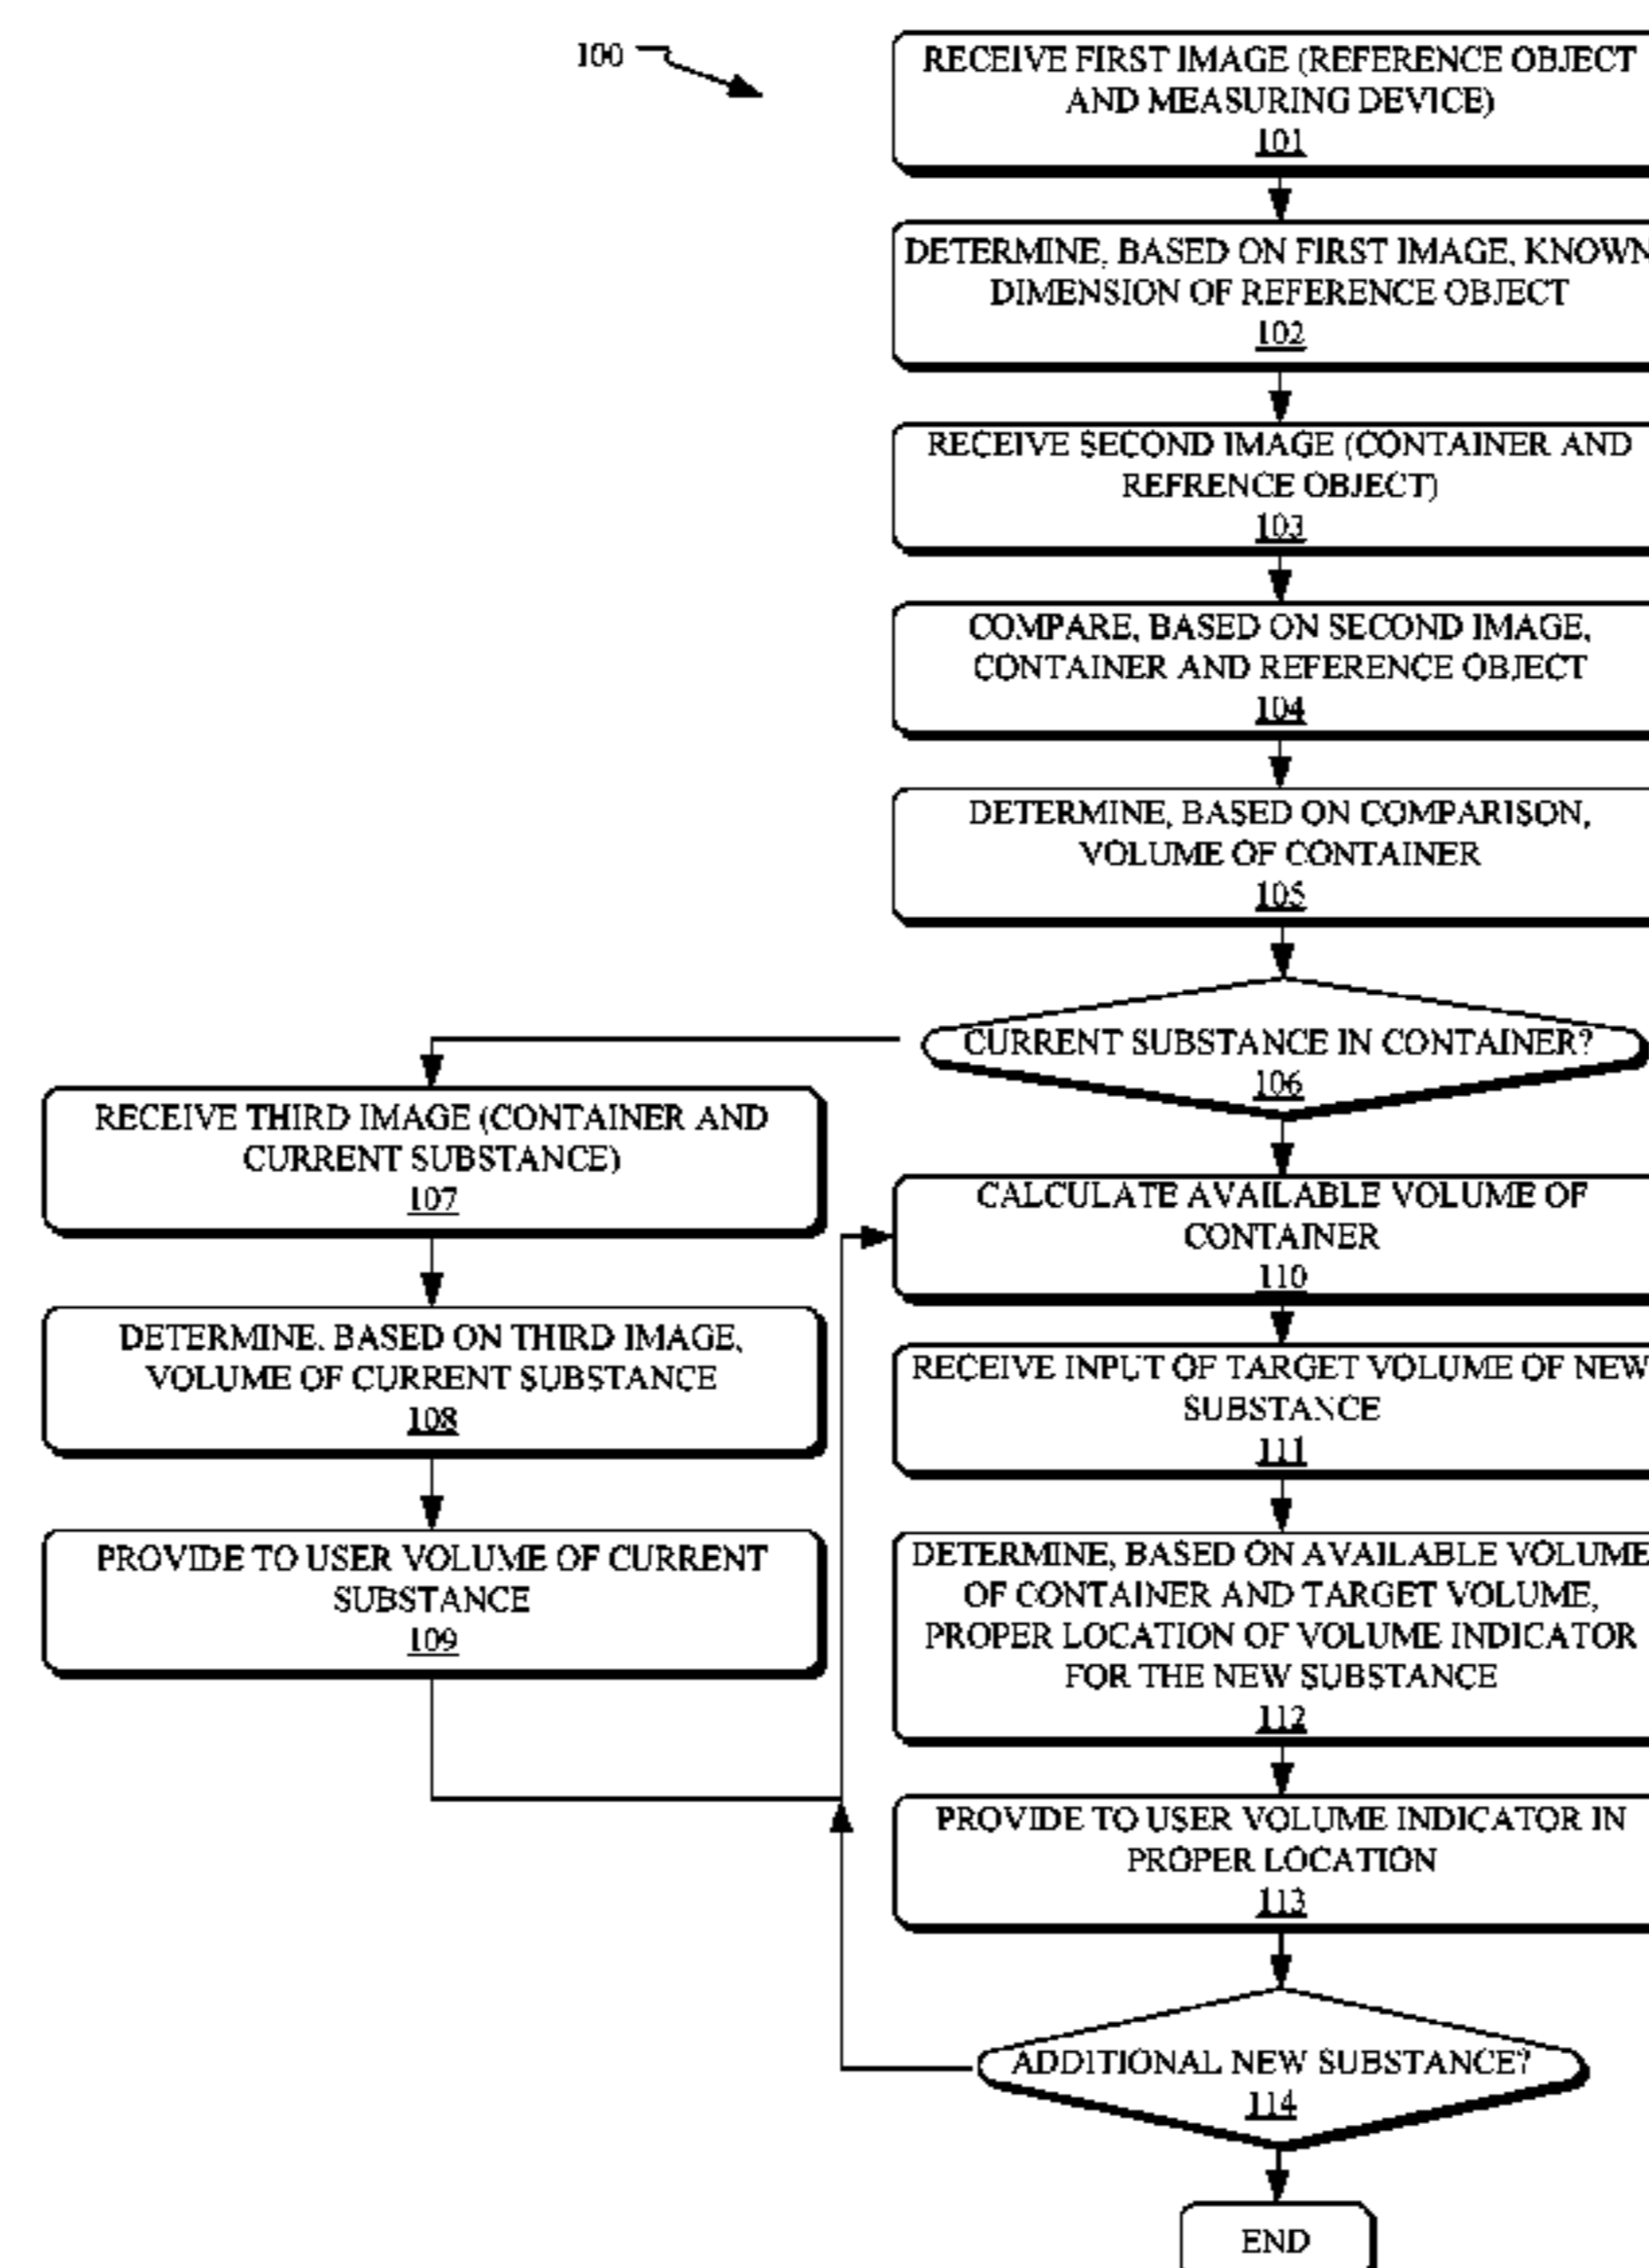 100
RECEIVE FIRST IMAGE (REFERENCE OBJECT
AND MEASURING DEVICE)
101
DETERMINE, BASED ON FIRST IMAGE, KNOWN
DIMENSION OF REFERENCE OBJECT
102
RECEIVE SECOND IMAGE (CONTAINER AND
REFRENCE OBJECT)
103
COMPARE, BASED ON SECOND IMAGE,
CONTAINER AND REFERENCE OBJECT
104
DETERMINE, BASED ON COMPARISON,
VOLUME OF CONTAINER
105
CURRENT SUBSTANCE IN CONTAINER?
106
RECEIVE THIRD IMAGE (CONTAINER AND
CURRENT SUBSTANCE)
107
DETERMINE, BASED ON THIRD IMAGE,
VOLUME OF CURRENT SUBSTANCE
108
PROVIDE TO USER VOLUME OF CURRENT
SUBSTANCE
109
CALCULATE AVAILABLE VOLUME OF
CONTAINER
110
RECEIVE INPUT OF TARGET VOLUME OF NEW
SUBSTANCE
111
DETERMINE, BASED ON AVAILABLE VOLUME
OF CONTAINER AND TARGET VOLUME,
PROPER LOCATION OF VOLUME INDICATOR
FOR THE NEW SUBSTANCE
112
PROVIDE TO USER VOLUME INDICATOR IN
PROPER LOCATION
113
ADDITIONAL NEW SUBSTANCE?
114
END